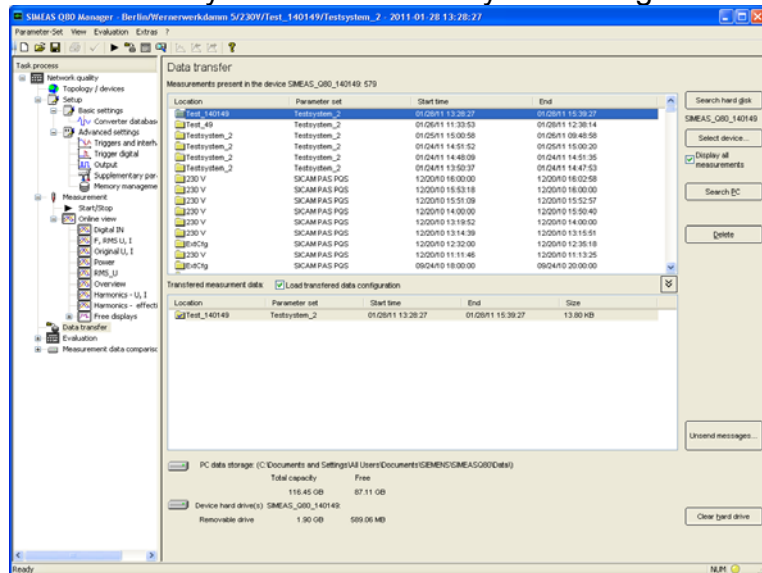 SIMEAS Q80 Manager - Berlin/Wernerwerkdamm 5/230V/Test_140149/Testsystem_2 - 2011-01-28 13:28:27
Parameter-Set View Evaluation Extras ?
Task process
Network quality
Topology / devices
Setup
Basic settings
Converter databas
Advanced settings
Triggers and interh
Trigger digital
Output
Supplementary par
Memory manageme
Measurement
Start/Stop
Online view
Digital IN
F, RMS U, I
Original U, I
Power
RMS_U
Overview
Harmonics - U, I
Harmonics - effecti
Free displays
Data transfer
Evaluation
Measurement data comparisc
Data transfer
Measurements present in the device SIMEAS_Q80_140149: 579
Location Parameter set Start time End
Test_140149 Testsystem_2 01/28/11 13:28:27 01/28/11 15:39:27
Test_49 Testsystem_2 01/26/11 11:33:53 01/26/11 12:38:14
Testsystem_2 Testsystem_2 01/25/11 15:00:58 01/26/11 09:48:58
Testsystem_2 Testsystem_2 01/24/11 14:51:52 01/25/11 15:00:20
Testsystem_2 Testsystem_2 01/24/11 14:48:09 01/24/11 14:51:35
Testsystem_2 Testsystem_2 01/24/11 13:50:37 01/24/11 14:47:53
230 V SICAM PAS PQS 12/20/10 16:00:00 12/20/10 16:02:58
230 V SICAM PAS PQS 12/20/10 15:53:18 12/20/10 16:00:00
230 V SICAM PAS PQS 12/20/10 15:51:09 12/20/10 15:52:57
230 V SICAM PAS PQS 12/20/10 14:00:00 12/20/10 15:50:40
230 V SICAM PAS PQS 12/20/10 13:19:52 12/20/10 14:00:00
230 V SICAM PAS PQS 12/20/10 13:14:39 12/20/10 13:15:51
ExtCfg SICAM PAS PQS 12/20/10 12:32:00 12/20/10 12:35:18
230 V SICAM PAS PQS 12/20/10 11:11:46 12/20/10 11:13:25
ExtCfg SICAM PAS PQS 09/24/10 18:00:00 09/24/10 20:00:00
Transfered measurment data: Load transfered data configuration
Location Parameter set Start time End Size
Test_140149 Testsystem_2 01/28/11 13:28:27 01/28/11 15:39:27 13.80 KB
PC data storage: (C:\Documents and Settings\All Users\Documents\SIEMENS\SIMEASQ80\Data\)
Total capacity Free
116.45 GB 87.11 GB
Device hard drive(s) SIMEAS_Q80_140149:
Removable drive 1.90 GB 589.06 MB
Search hard disk
SIMEAS_Q80_140149
Select device...
Display all
measurements
Search PC
Delete
Unsend messages...
Clear hard drive
Ready NUM